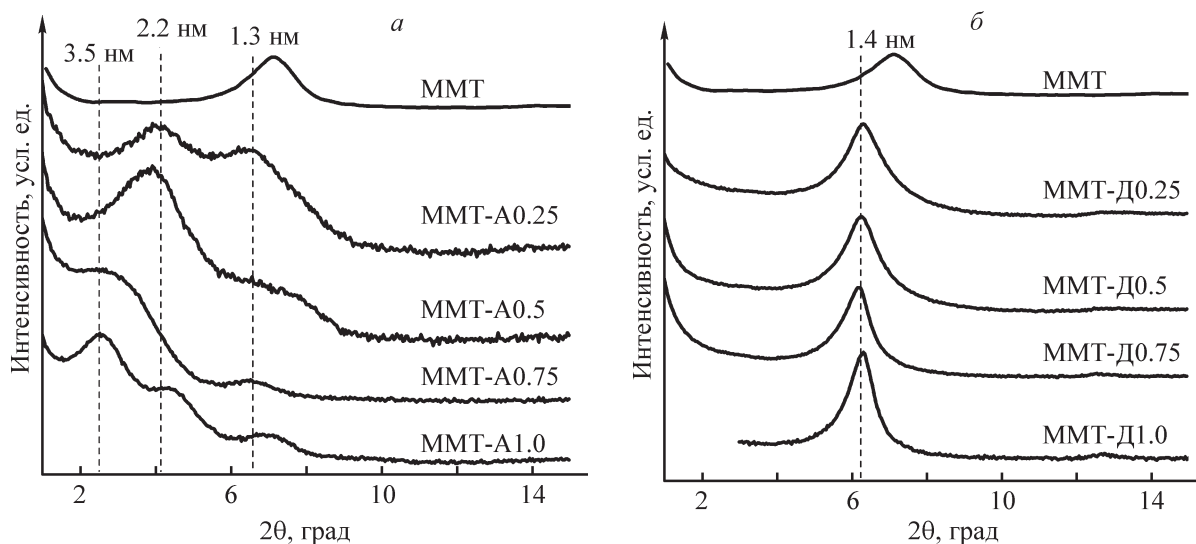 а
3.5 нм
2.2 нм
1.3 нм
ММТ
ММТ-А0.25
ММТ-А0.5
ММТ-А0.75
ММТ-А1.0
Интенсивность, усл. ед.
2 6 10 14
2θ, град
б
1.4 нм
ММТ
ММТ-Д0.25
ММТ-Д0.5
ММТ-Д0.75
ММТ-Д1.0
Интенсивность, усл. ед.
2 6 10 14
2θ, град